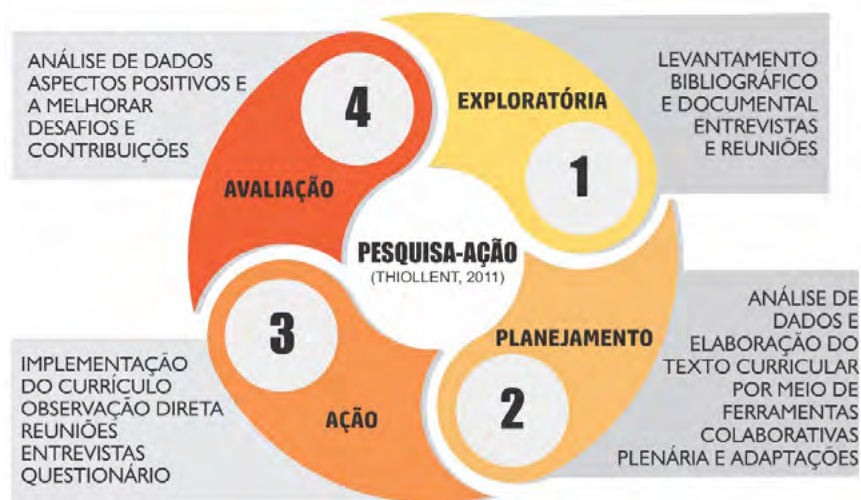 PESQUISA-AÇÃO
(THIOLLENT, 2011)
EXPLORATÓRIA
1
LEVANTAMENTO
BIBLIOGRÁFICO
E DOCUMENTAL
ENTREVISTAS
E REUNIÕES
PLANEJAMENTO
2
ANÁLISE DE
DADOS E
ELABORAÇÃO DO
TEXTO CURRICULAR
POR MEIO DE
FERRAMENTAS
COLABORATIVAS
PLENÁRIA E ADAPTAÇÕES
3
AÇÃO
IMPLEMENTAÇÃO
DO CURRÍCULO
OBSERVAÇÃO DIRETA
REUNIÕES
ENTREVISTAS
QUESTIONÁRIO
4
AVALIAÇÃO
ANÁLISE DE DADOS
ASPECTOS POSITIVOS E
A MELHORAR
DESAFIOS E
CONTRIBUIÇÕES